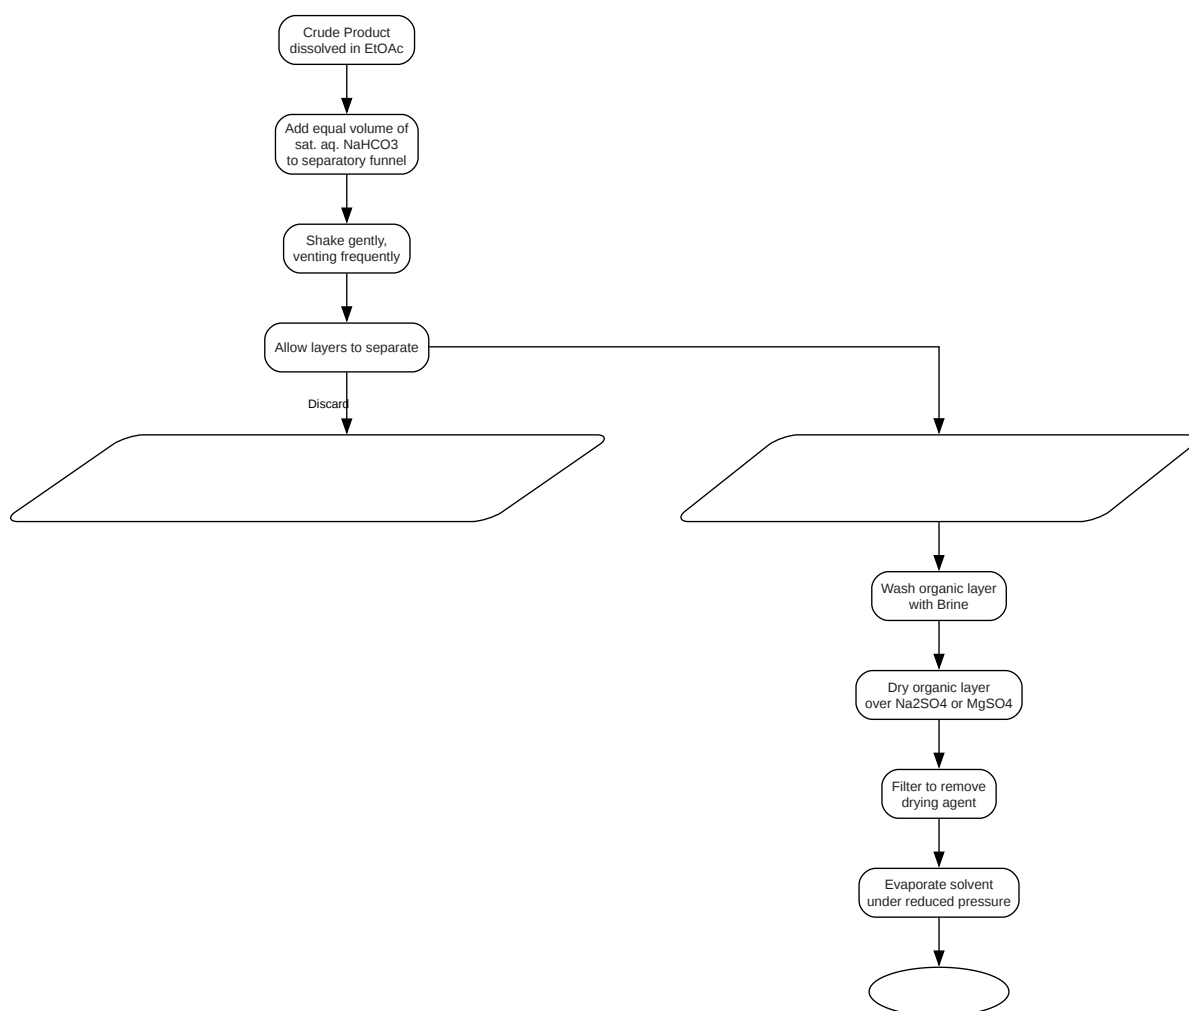 Crude Product
dissolved in EtOAc
Add equal volume of
sat. aq. NaHCO3
to separatory funnel
Shake gently,
venting frequently
Allow layers to separate
Discard
Wash organic layer
with Brine
Dry organic layer
over Na2SO4 or MgSO4
Filter to remove
drying agent
Evaporate solvent
under reduced pressure